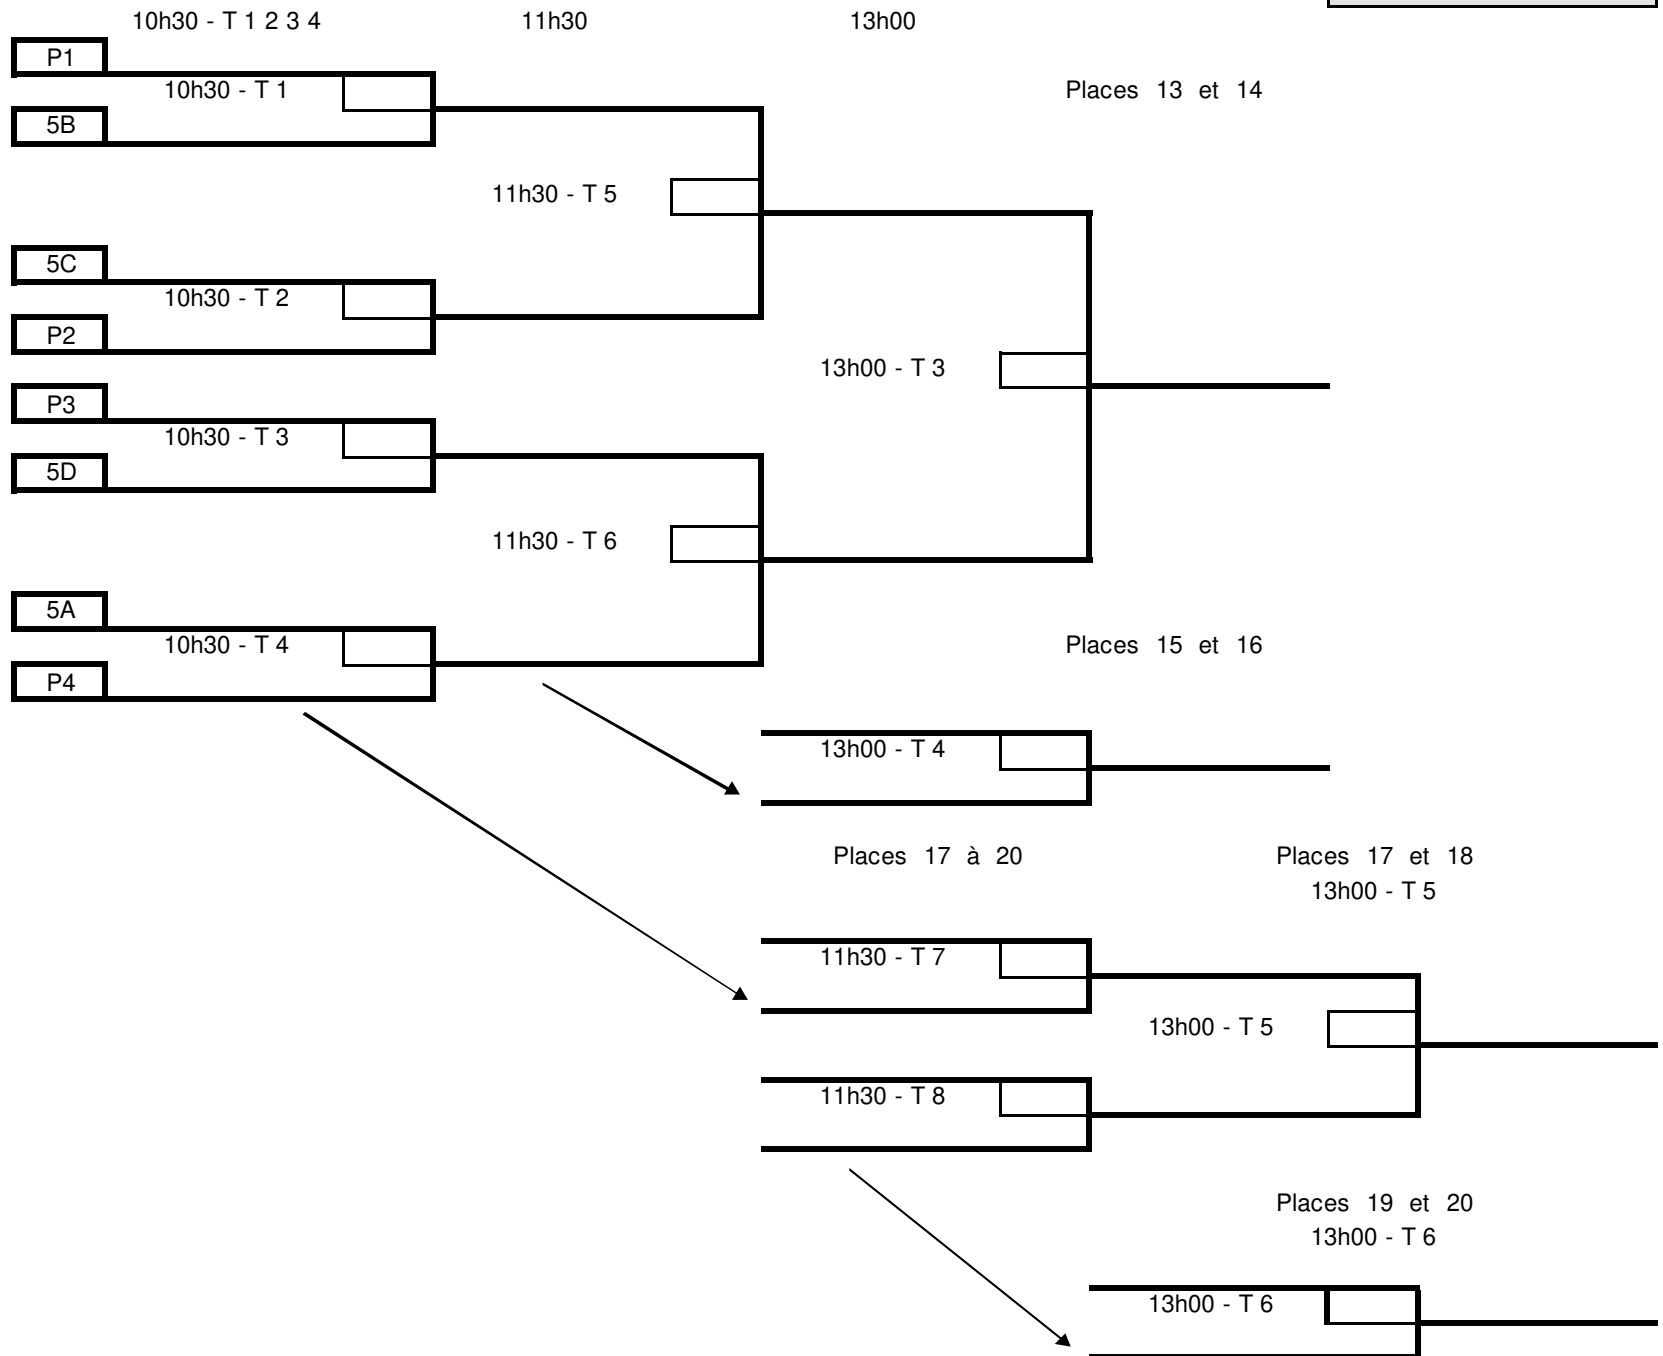 10h30 - T 1 2 3 4 11h30 13h00
P1
10h30 - T 1 Places 13 et 14
5B
11h30 - T 5
5C
10h30 - T 2
P2
13h00 - T 3
P3
10h30 - T 3
5D
11h30 - T 6
5A
10h30 - T 4 Places 15 et 16
P4
13h00 - T 4
Places 17 à 20 Places 17 et 18
13h00 - T 5
11h30 - T 7
13h00 - T 5
11h30 - T 8
Places 19 et 20
13h00 - T 6
13h00 - T 6